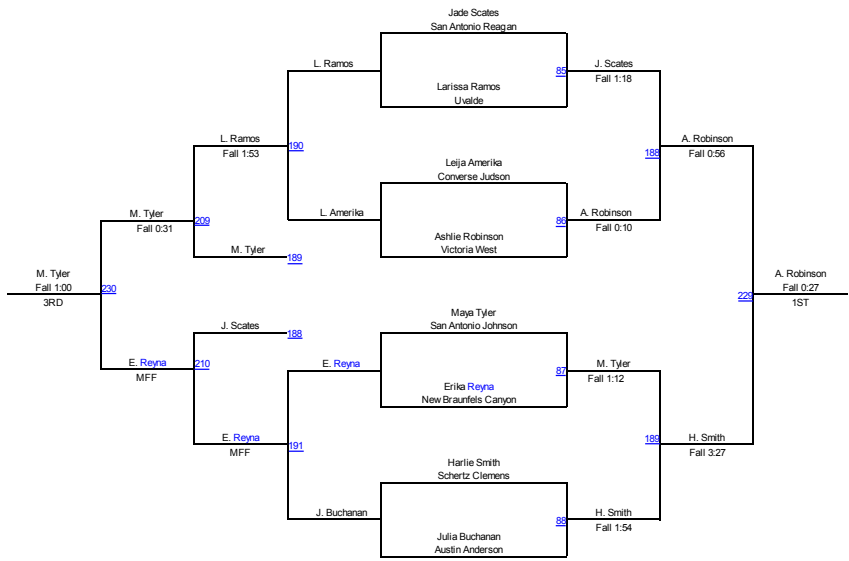 Jade Scates
San Antonio Reagan
L. Ramos
85
J. Scates
Fall 1:18
Larissa Ramos
Uvalde
L. Ramos
Fall 1:53
190
A. Robinson
Fall 0:56
188
Leija Amerika
Converse Judson
M. Tyler
Fall 0:31
209
L. Amerika
86
A. Robinson
Fall 0:10
Ashlie Robinson
Victoria West
M. Tyler
189
M. Tyler
Fall 1:00
3RD
230
229
A. Robinson
Fall 0:27
1ST
Maya Tyler
San Antonio Johnson
J. Scates
188
E. Reyna
MFF
210
E. Reyna
87
M. Tyler
Fall 1:12
Erika Reyna
New Braunfels Canyon
E. Reyna
MFF
191
189
H. Smith
Fall 3:27
Harlie Smith
Schertz Clemens
J. Buchanan
88
H. Smith
Fall 1:54
Julia Buchanan
Austin Anderson